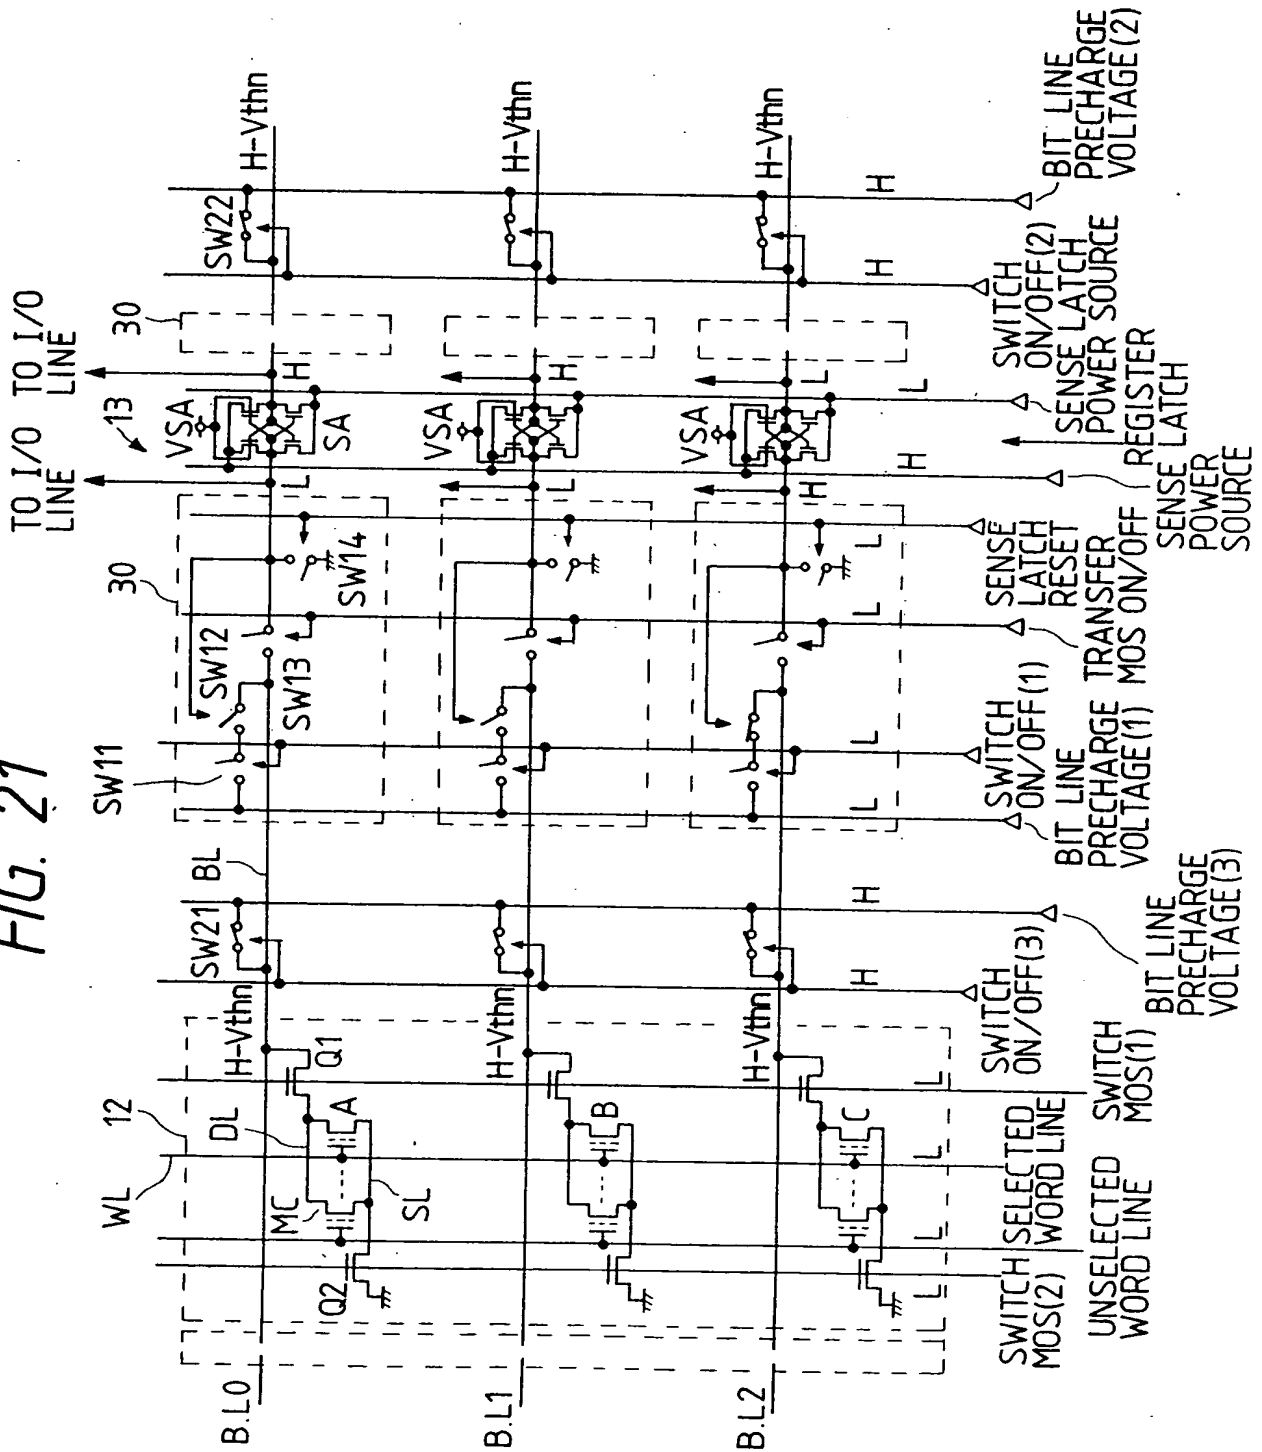 FIG. 21
TO I/O
LINE
TO I/O
LINE
13
WL
12
DL
MC
A
SL
Q2
Q1
H-Vthn
SW21
BL
SW11
SW12
SW13
30
SW14
L
VSA
SA
H
30
SW22
H-Vthn
B.L0
B
H-Vthn
L
VSA
H
H-Vthn
B.L1
C
H-Vthn
H
VSA
L
H-Vthn
B.L2
L
L
L
L
H
H
L
L
L
L
H
L
H
H
SWITCH
MOS(2)
UNSELECTED
WORD LINE
SELECTED
WORD LINE
SWITCH
MOS(1)
SWITCH
ON/OFF(3)
BIT LINE
PRECHARGE
VOLTAGE(3)
BIT LINE
PRECHARGE
VOLTAGE(1)
SWITCH
ON/OFF(1)
TRANSFER
MOS ON/OFF
SENSE
LATCH
RESET
SENSE LATCH
POWER
SOURCE
REGISTER
SENSE LATCH
POWER SOURCE
SWITCH
ON/OFF(2)
BIT LINE
PRECHARGE
VOLTAGE(2)